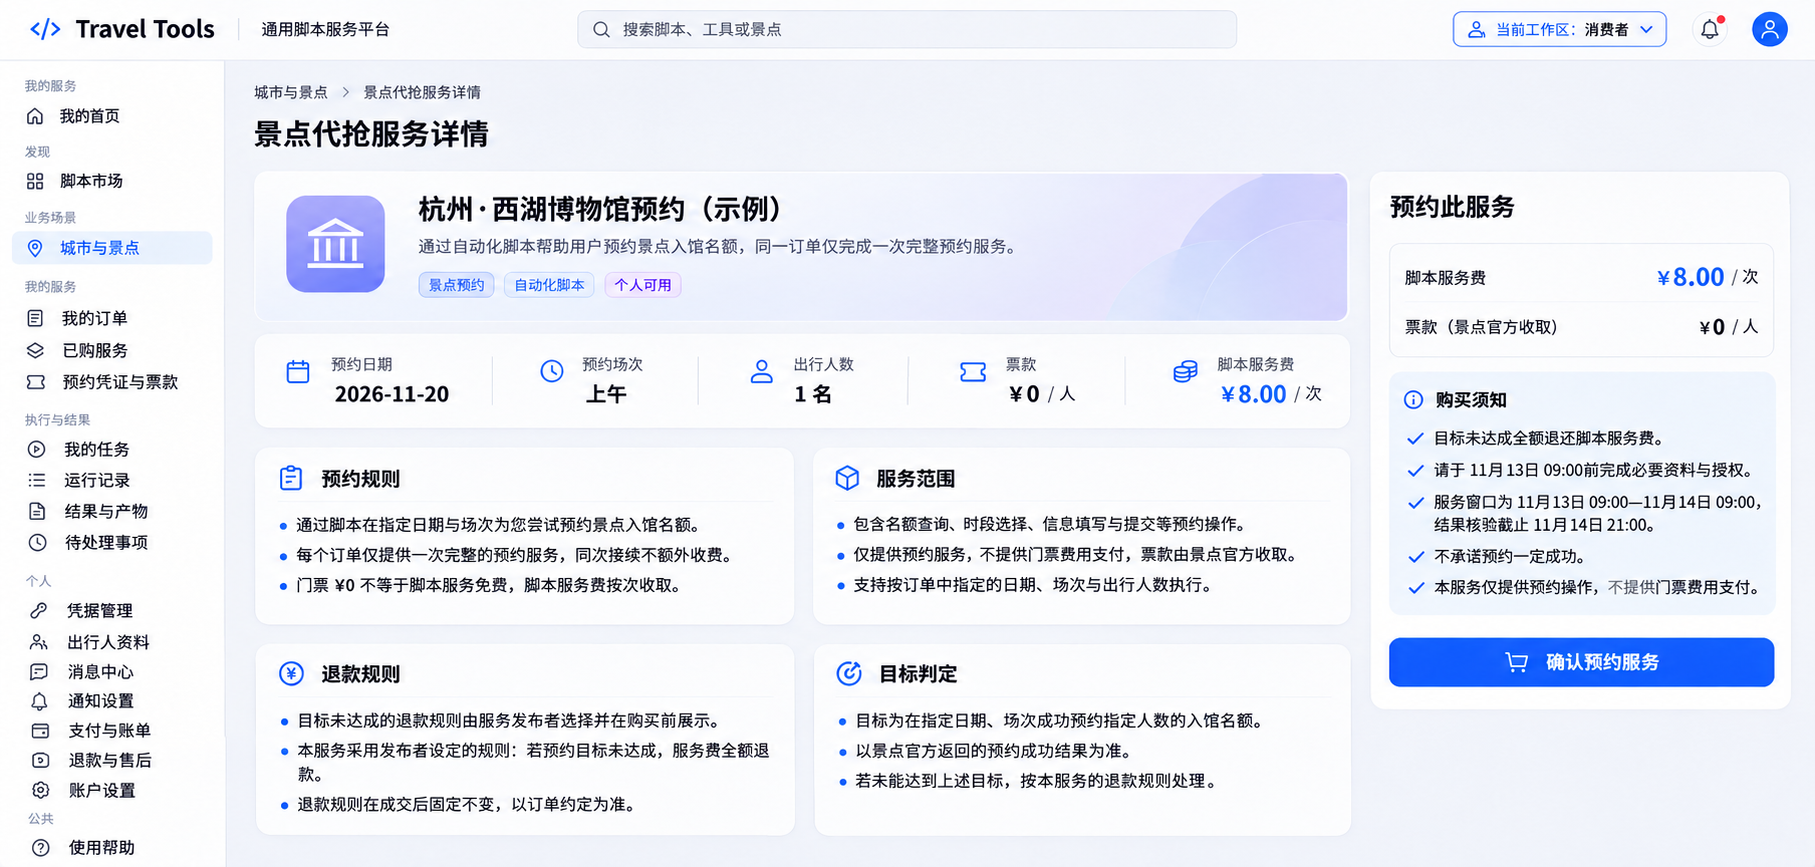 Travel Tools
通用脚本服务平台
搜索脚本、工具或景点
当前工作区：消费者
我的服务
我的首页
发现
脚本市场
业务场景
城市与景点
我的服务
我的订单
已购服务
预约凭证与票款
执行与结果
我的任务
运行记录
结果与产物
待处理事项
个人
凭据管理
出行人资料
消息中心
通知设置
支付与账单
退款与售后
账户设置
公共
使用帮助
城市与景点 > 景点代抢服务详情
景点代抢服务详情
杭州·西湖博物馆预约（示例）
通过自动化脚本帮助用户预约景点入馆名额，同一订单仅完成一次完整预约服务。
景点预约 自动化脚本 个人可用
预约日期
2026-11-20
预约场次
上午
出行人数
1 名
票款
¥0 / 人
脚本服务费
¥8.00 / 次
预约规则
通过脚本在指定日期与场次为您尝试预约景点入馆名额。
每个订单仅提供一次完整的预约服务，同次接续不额外收费。
门票 ¥0 不等于脚本服务免费，脚本服务费按次收取。
服务范围
包含名额查询、时段选择、信息填写与提交等预约操作。
仅提供预约服务，不提供门票费用支付，票款由景点官方收取。
支持按订单中指定的日期、场次与出行人数执行。
退款规则
目标未达成的退款规则由服务发布者选择并在购买前展示。
本服务采用发布者设定的规则：若预约目标未达成，服务费全额退
款。
退款规则在成交后固定不变，以订单约定为准。
目标判定
目标为在指定日期、场次成功预约指定人数的入馆名额。
以景点官方返回的预约成功结果为准。
若未能达到上述目标，按本服务的退款规则处理。
预约此服务
脚本服务费 ¥8.00 / 次
票款（景点官方收取） ¥0 / 人
购买须知
目标未达成全额退还脚本服务费。
请于 11月13日 09:00前完成必要资料与授权。
服务窗口为 11月13日 09:00—11月14日 09:00，
结果核验截止 11月14日 21:00。
不承诺预约一定成功。
本服务仅提供预约操作，不提供门票费用支付。
确认预约服务